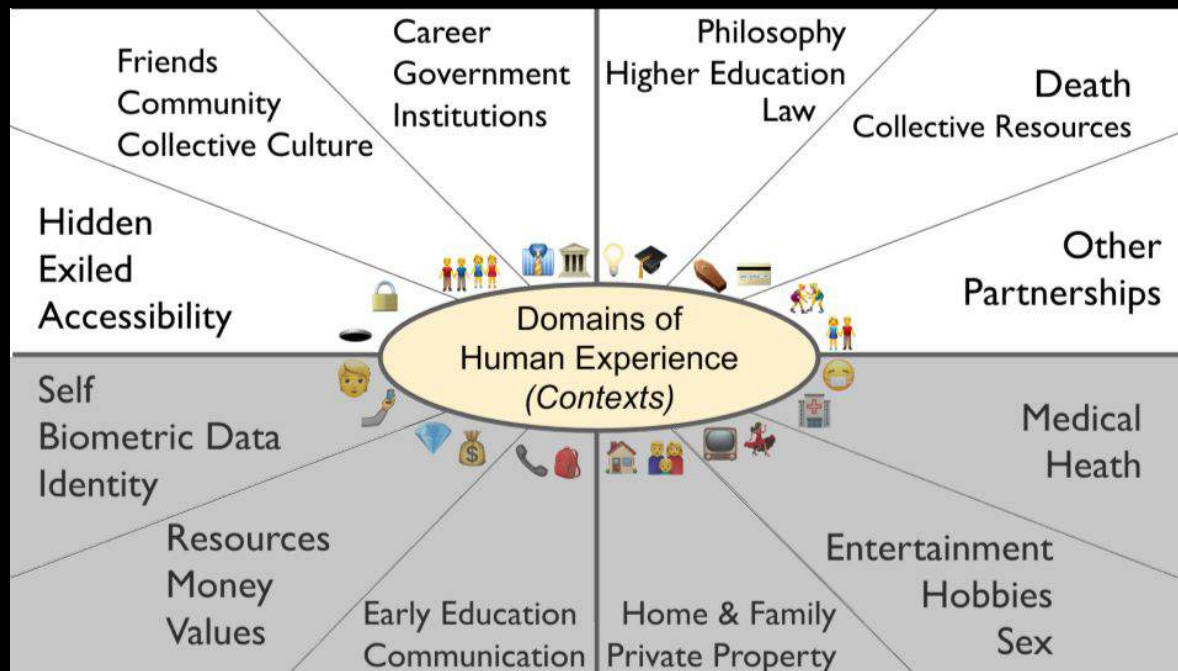 Career
Government
Institutions
Philosophy
Higher Education
Law
Friends
Community
Collective Culture
Death
Collective Resources
Hidden
Exiled
Accessibility
Other
Partnerships
Domains of
Human Experience
(Contexts)
Self
Biometric Data
Identity
Medical
Heath
Resources
Money
Values
Entertainment
Hobbies
Sex
Early Education
Communication
Home & Family
Private Property